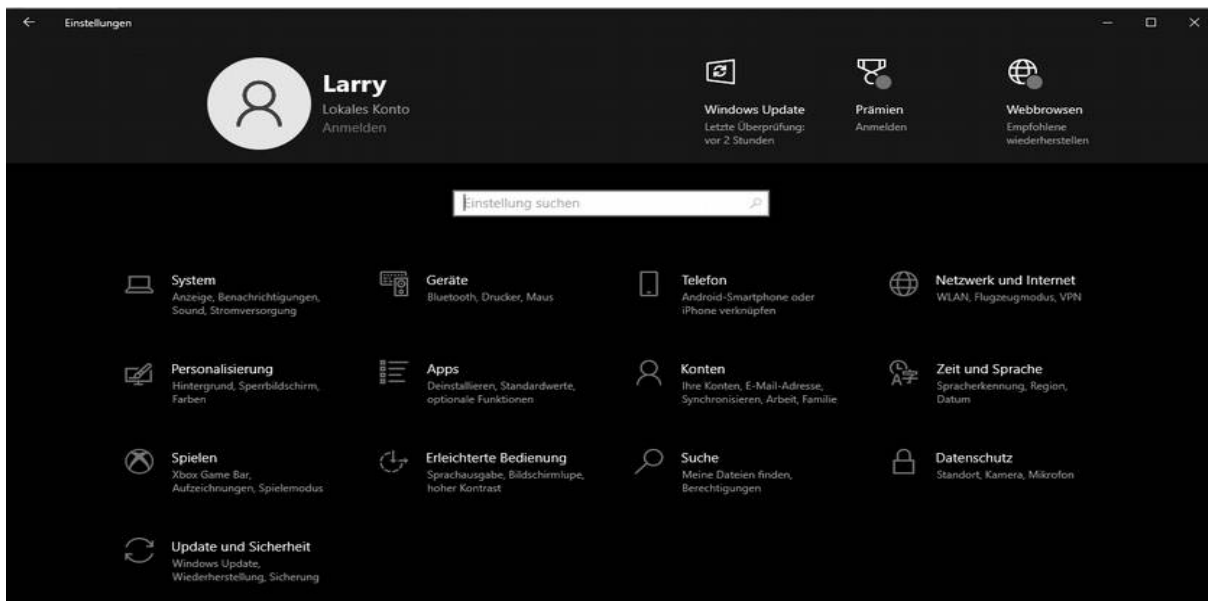 Einstellungen
Larry
Lokales Konto
Anmelden
Windows Update
Letzte Überprüfung:
vor 2 Stunden
Prämien
Anmelden
Webbrowsen
Empfohlene
wiederherstellen
Einstellung suchen
System
Anzeige, Benachrichtigungen,
Sound, Stromversorgung
Geräte
Bluetooth, Drucker, Maus
Telefon
Android-Smartphone oder
iPhone verknüpfen
Netzwerk und Internet
WLAN, Flugzeugmodus, VPN
Personalisierung
Hintergrund, Sperrbildschirm,
Farben
Apps
Deinstallieren, Standardwerte,
optionale Funktionen
Konten
Ihre Konten, E-Mail-Adresse,
Synchronisieren, Arbeit, Familie
Zeit und Sprache
Spracherkennung, Region,
Datum
Spielen
Xbox Game Bar,
Aufzeichnungen, Spielemodus
Erleichterte Bedienung
Sprachausgabe, Bildschirmlupe,
hoher Kontrast
Suche
Meine Dateien finden,
Berechtigungen
Datenschutz
Standort, Kamera, Mikrofon
Update und Sicherheit
Windows Update,
Wiederherstellung, Sicherung